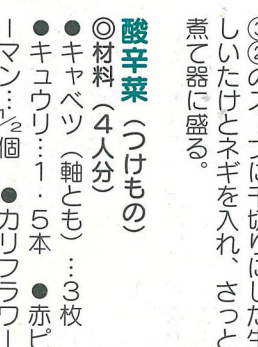 ③②のスープに千切りにした生
しいたけとネギを入れ、さっと
煮て器に盛る。
酸辛菜（つけもの）
◎材料（4人分）
●キャベツ（軸とも）…3枚
●キュウリ…1・5本　●赤ピ
ーマン…½個　●カリフラワー